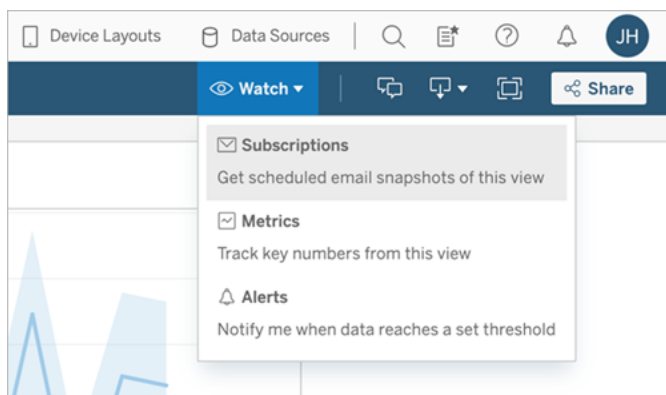 Device Layouts Data Sources JH
Watch Share
Subscriptions
Get scheduled email snapshots of this view
Metrics
Track key numbers from this view
Alerts
Notify me when data reaches a set threshold